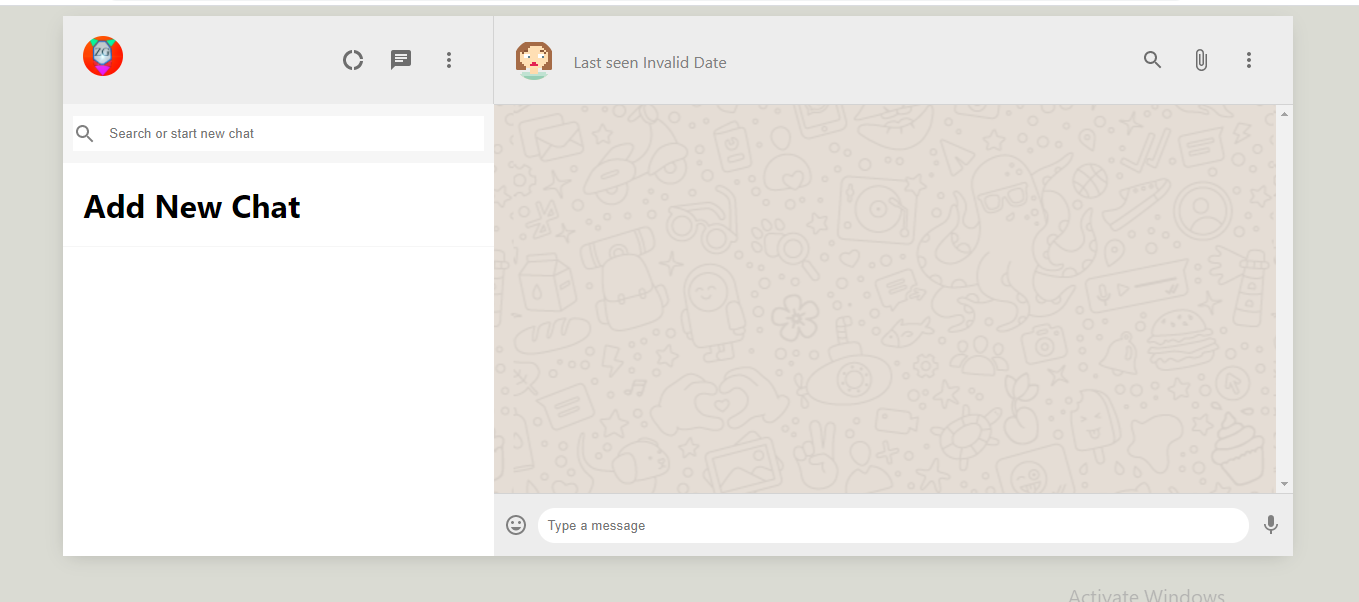 ZG
Last seen Invalid Date
Search or start new chat
Add New Chat
Type a message
Activate Windows